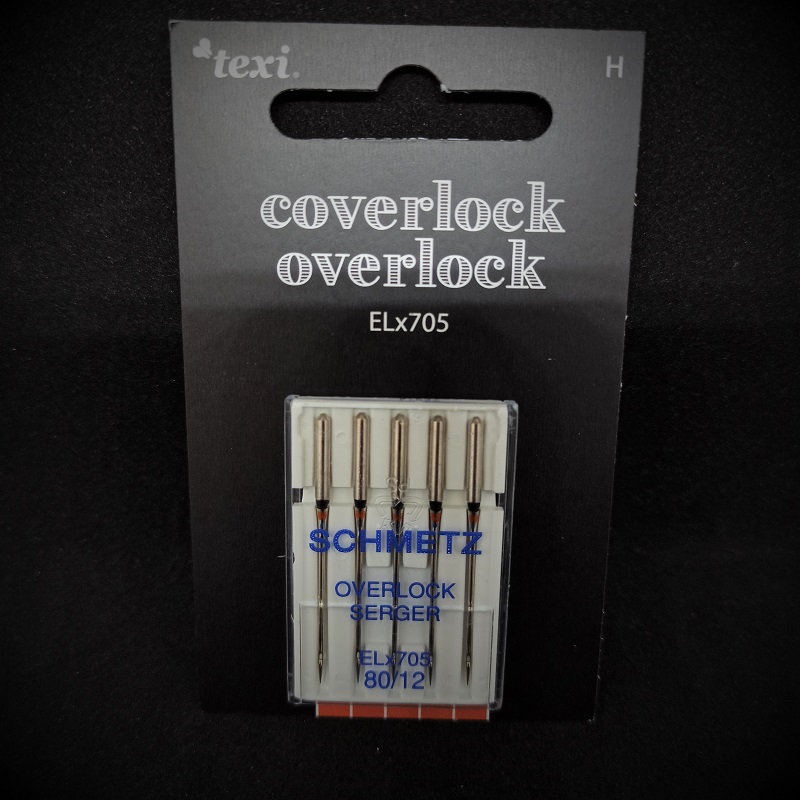 texi.
H
coverlock
overlock
ELx705
SCHMETZ
OVERLOCK
SERGER
ELx705
80/12